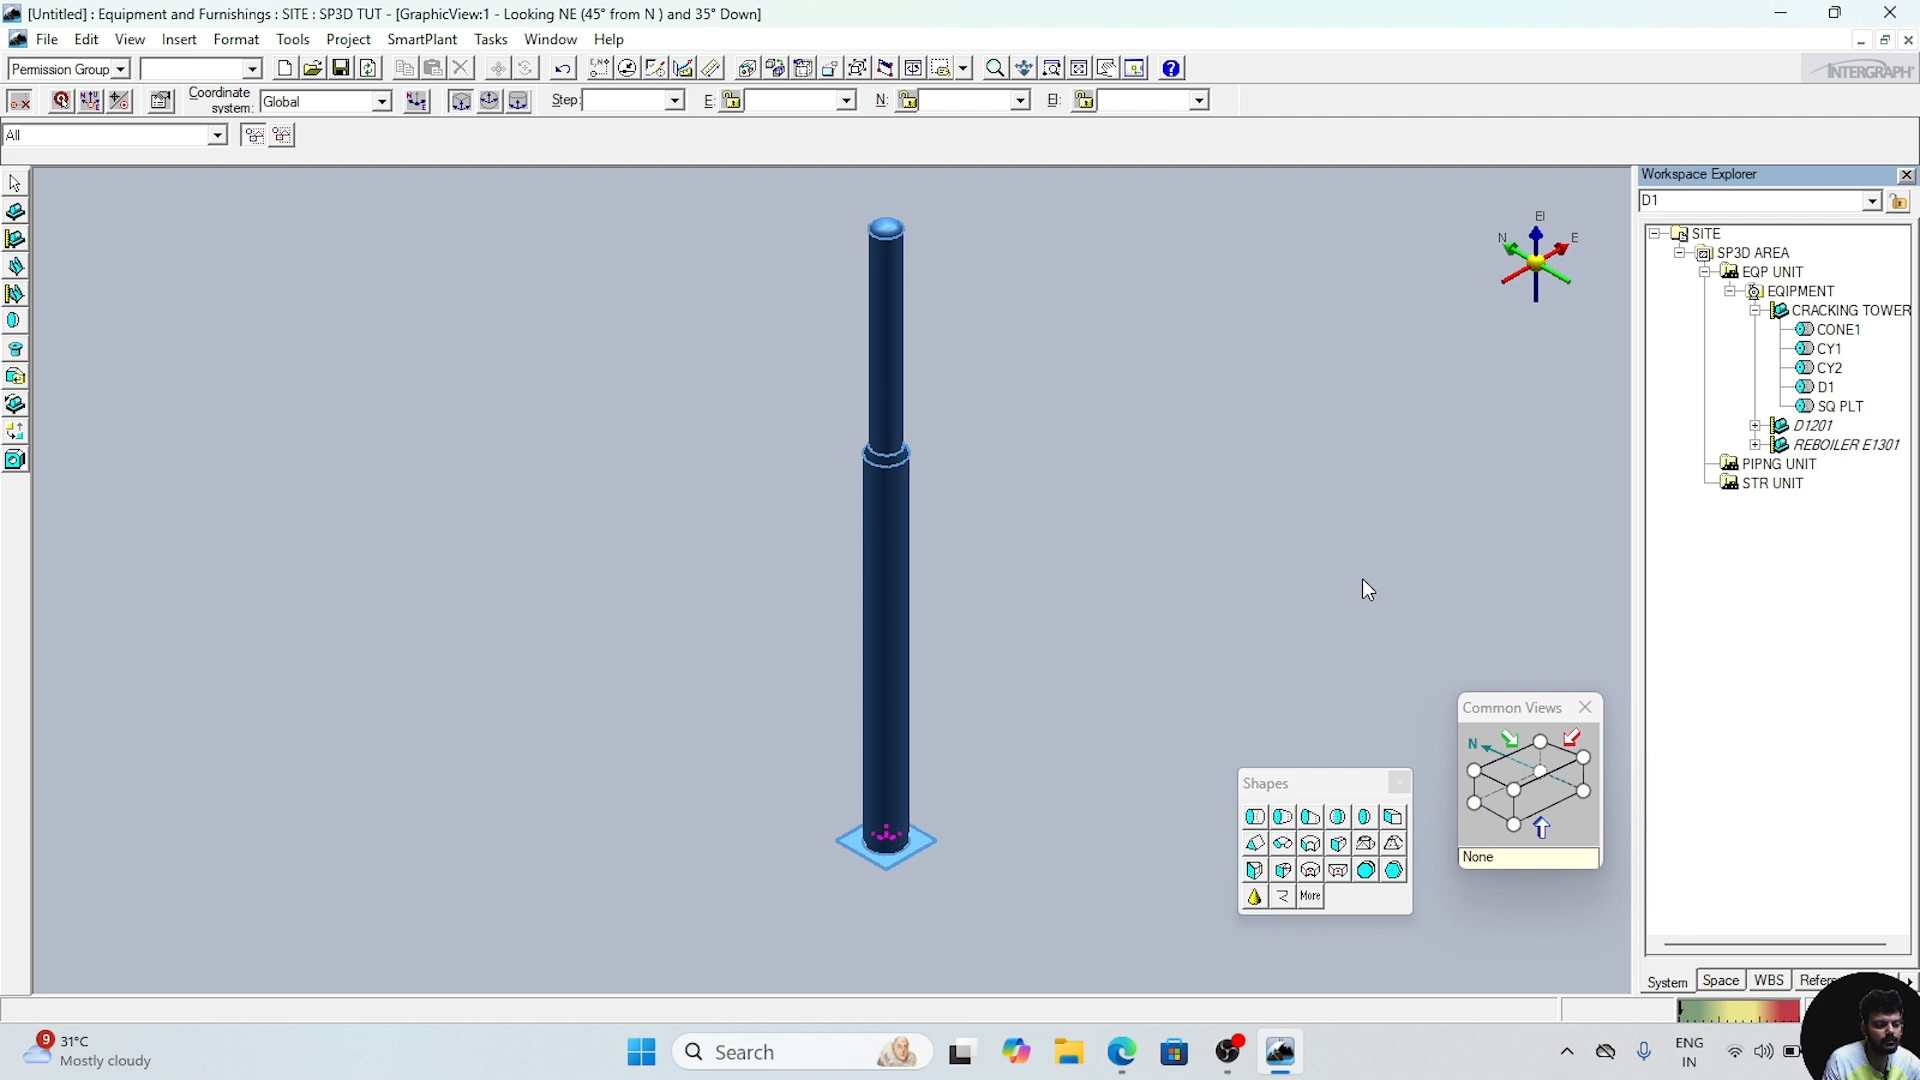 [Untitled] : Equipment and Furnishings : SITE : SP3D TUT - [GraphicView:1 - Looking NE (45° from N ) and 35° Down]
File Edit View Insert Format Tools Project SmartPlant Tasks Window Help
Permission Group
INTERGRAPH
Coordinate system: Global Step: E: N: El:
All
Workspace Explorer
D1
El
N E
SITE
SP3D AREA
EQP UNIT
EQIPMENT
CRACKING TOWER
CONE1
CY1
CY2
D1
SQ PLT
D1201
REBOILER E1301
PIPNG UNIT
STR UNIT
Common Views
N
None
Shapes
More
System Space WBS
9
31°C
Mostly cloudy
Search
ENG
IN